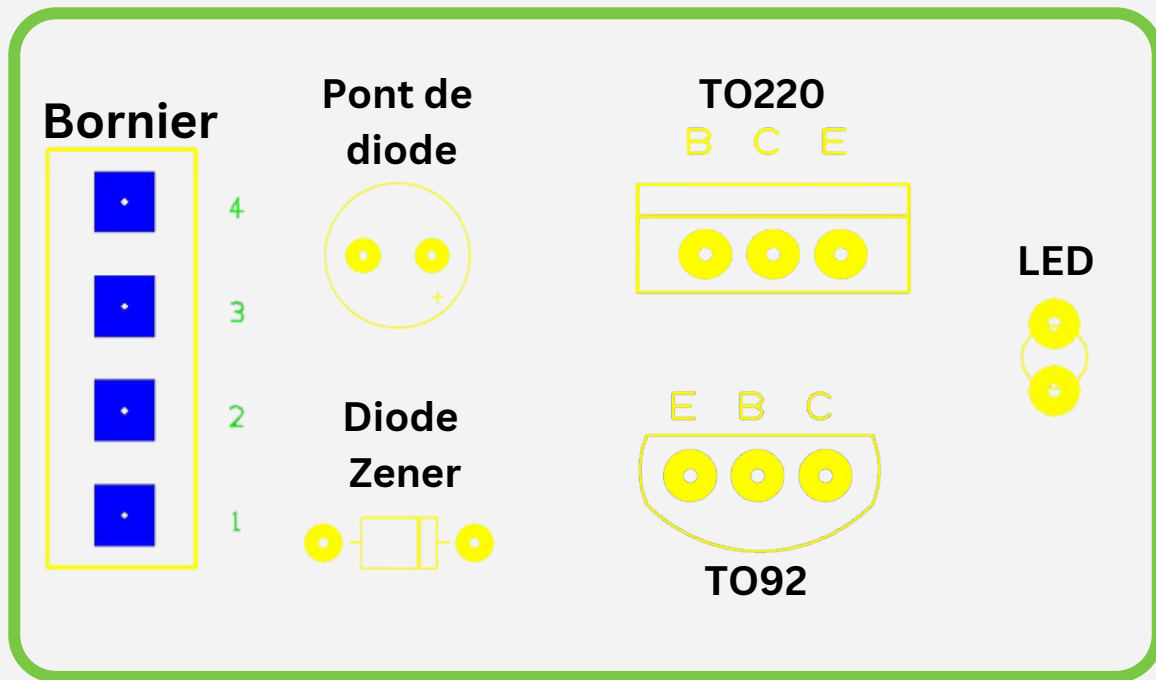 Bornier
4
3
2
1
Pont de
diode
+
Diode
Zener
TO220
B C E
E B C
TO92
LED